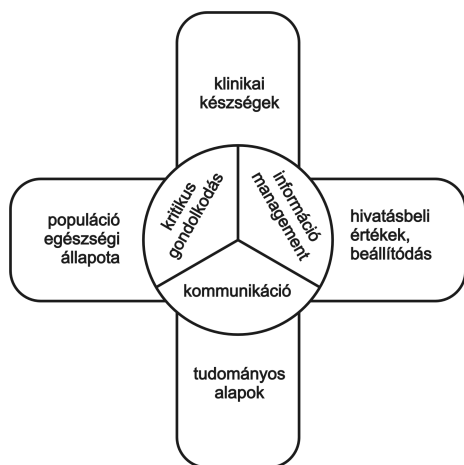 klinikai
készségek
kritikus
gondolkodás
információ
management
populáció
egészségi
állapota
hivatásbeli
értékek,
beállítódás
kommunikáció
tudományos
alapok